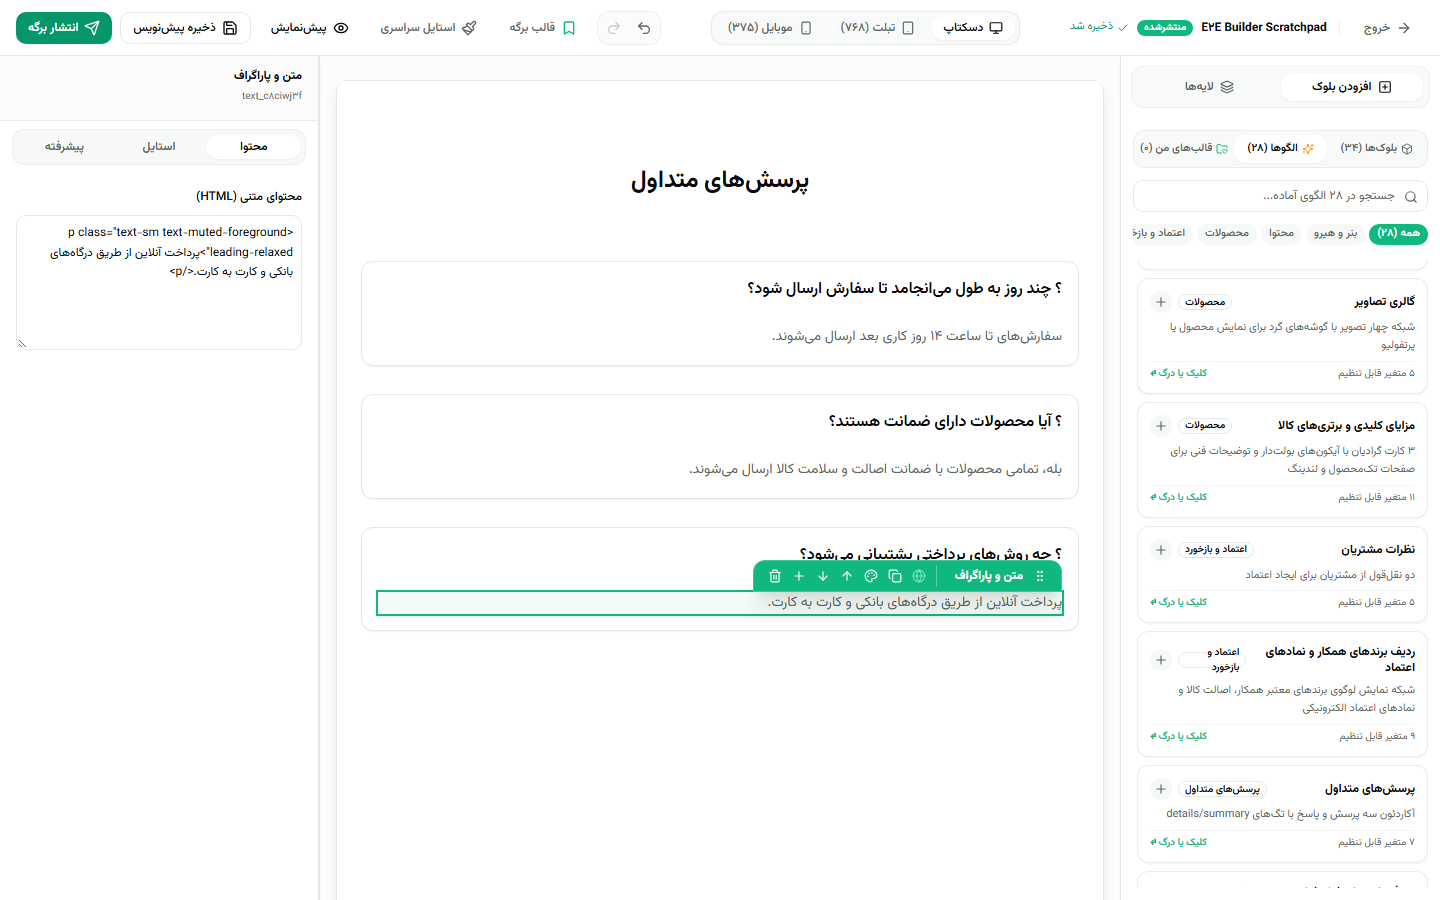 خروج
E۲E Builder Scratchpad
منتشرشده
ذخیره شد
دسکتاپ
تبلت (۷۶۸)
موبایل (۳۷۵)
قالب برگه
استایل سراسری
پیش‌نمایش
ذخیره پیش‌نویس
انتشار برگه
افزودن بلوک
لایه‌ها
بلوک‌ها (۳۴)
الگوها (۲۸)
قالب‌های من (۰)
جستجو در ۲۸ الگوی آماده...
همه (۲۸)
بنر و هیرو
محتوا
محصولات
اعتماد و بازخ
گالری تصاویر
محصولات
شبکه چهار تصویر با گوشه‌های گرد برای نمایش محصول یا
پرتفولیو
۵ متغیر قابل تنظیم
کلیک یا درگ
مزایای کلیدی و برتری‌های کالا
محصولات
۳ کارت گرادیان با آیکون‌های بولت‌دار و توضیحات فنی برای
صفحات تک‌محصول و لندینگ
۱۱ متغیر قابل تنظیم
کلیک یا درگ
نظرات مشتریان
اعتماد و بازخورد
دو نقل‌قول از مشتریان برای ایجاد اعتماد
۵ متغیر قابل تنظیم
کلیک یا درگ
ردیف برندهای همکار و نمادهای
اعتماد
اعتماد و
بازخورد
شبکه نمایش لوگوی برندهای معتبر همکار، اصالت کالا و
نمادهای اعتماد الکترونیکی
۹ متغیر قابل تنظیم
کلیک یا درگ
پرسش‌های متداول
پرسش‌های متداول
آکاردئون سه پرسش و پاسخ با تگ‌های details/summary
۷ متغیر قابل تنظیم
کلیک یا درگ
پرسش‌های متداول
؟ چند روز به طول می‌انجامد تا سفارش ارسال شود؟
سفارش‌های تا ساعت ۱۴ روز کاری بعد ارسال می‌شوند.
؟ آیا محصولات دارای ضمانت هستند؟
بله، تمامی محصولات با ضمانت اصالت و سلامت کالا ارسال می‌شوند.
؟ چه روش‌های پرداختی پشتیبانی می‌شود؟
متن و پاراگراف
پرداخت آنلاین از طریق درگاه‌های بانکی و کارت به کارت.
متن و پاراگراف
text_c۸ciwj۳f
محتوا
استایل
پیشرفته
محتوای متنی (HTML)
<p class="text-sm text-muted-foreground
leading-relaxed">پرداخت آنلاین از طریق درگاه‌های
بانکی و کارت به کارت.</p>